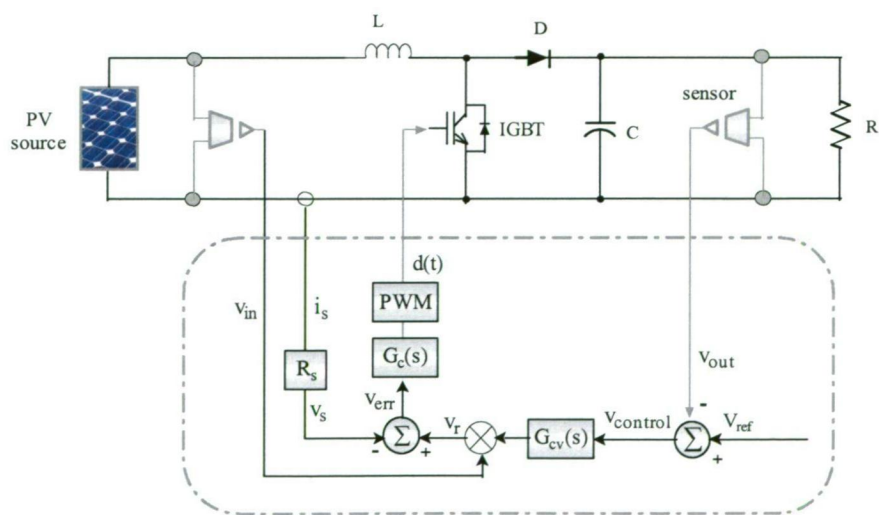 L
D
PV
source
IGBT
C
sensor
R
d(t)
PWM
v_in
i_s
G_c(s)
R_s
v_out
v_err
v_s
v_r
v_control
V_ref
Σ
G_cv(s)
Σ
-
+
-
+